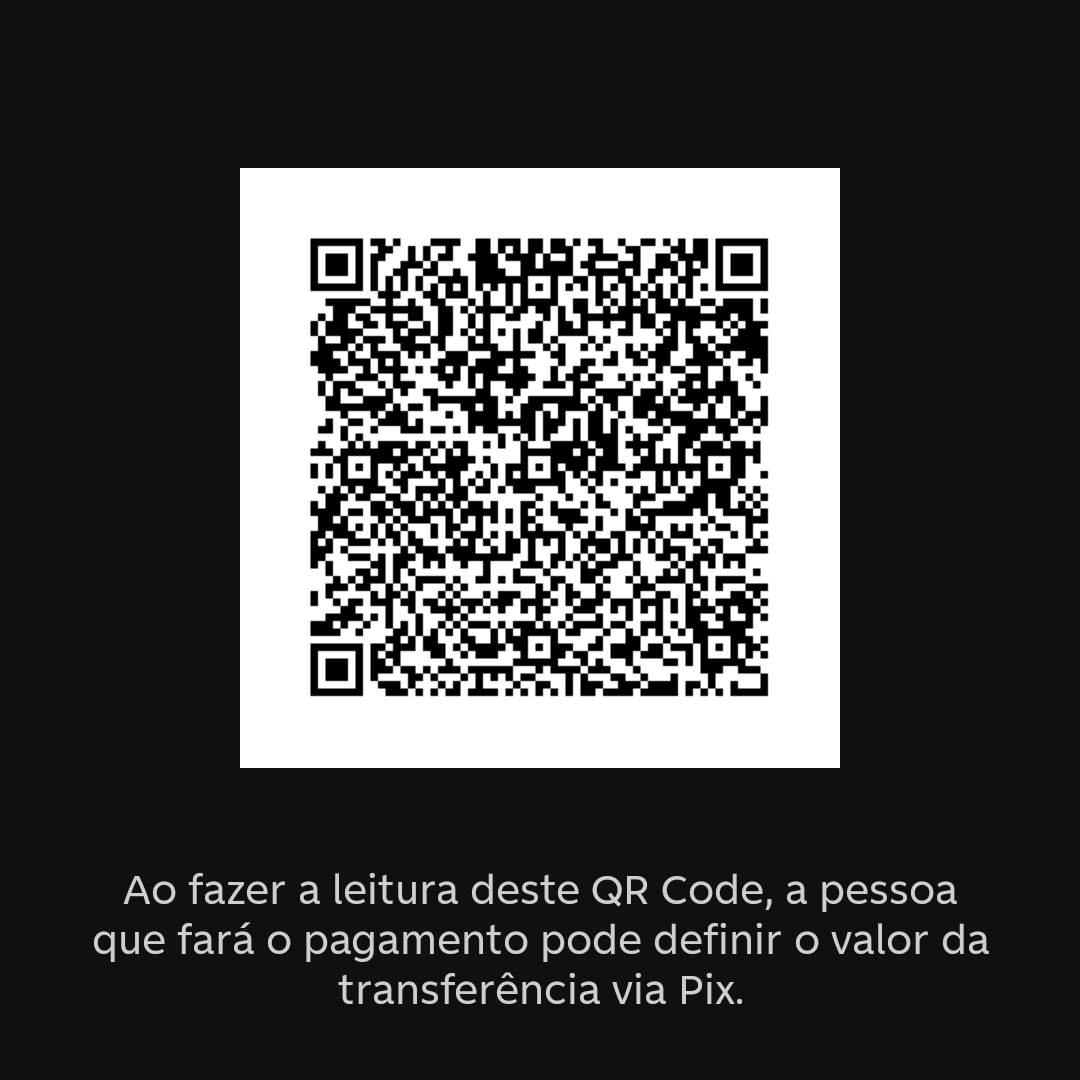 Ao fazer a leitura deste QR Code, a pessoa
que fará o pagamento pode definir o valor da
transferência via Pix.